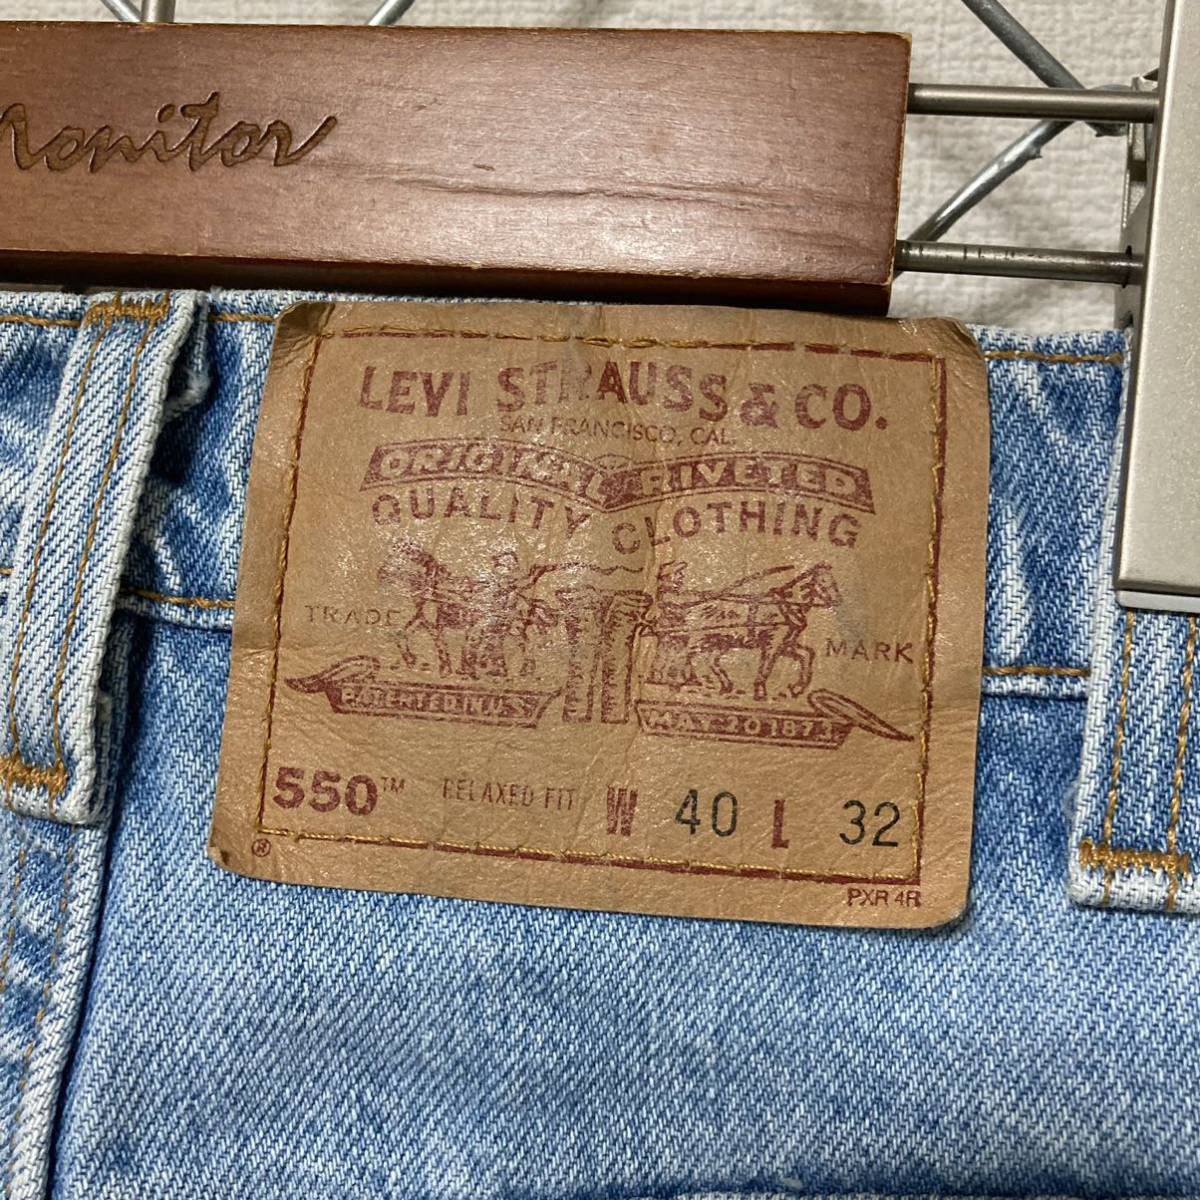 Monitor
LEVI STRAUSS & CO.
SAN FRANCISCO, CAL.
ORIGINAL RIVETED
QUALITY CLOTHING
TRADE MARK
PATENTED IN U.S. MAY 20 1873
550™ RELAXED FIT W 40 L 32
®
PXR 4R